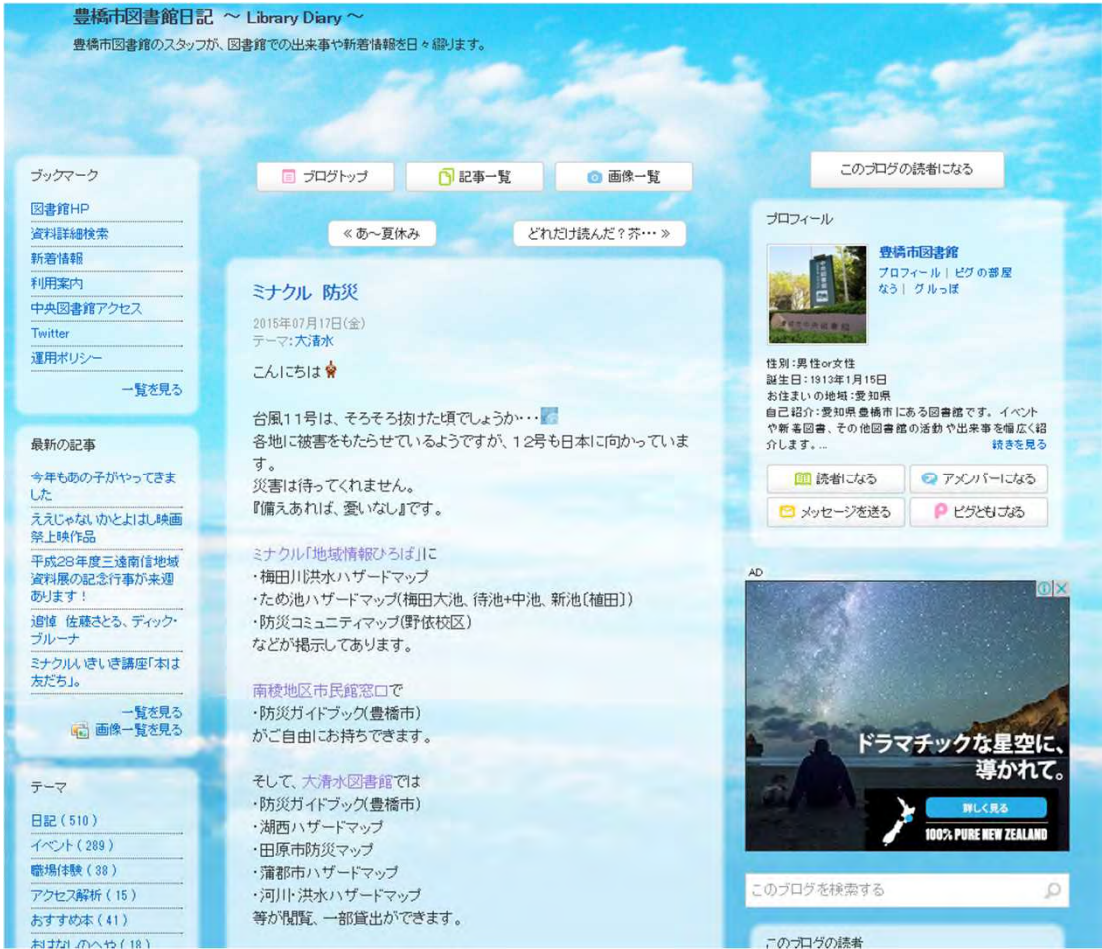 豊橋市図書館日記 ～ Library Diary ～
豊橋市図書館のスタッフが、図書館での出来事や新着情報を日々綴ります。
ブックマーク
図書館HP
資料詳細検索
新着情報
利用案内
中央図書館アクセス
Twitter
運用ポリシー
一覧を見る
最新の記事
今年もあの子がやってきま
した
ええじゃないかとよはし映画
祭上映作品
平成28年度三遠南信地域
資料展の記念行事が来週
あります！
追悼 佐藤さとる、ディック・
ブルーナ
ミナクルいきいき講座「本は
友だち」。
一覧を見る
画像一覧を見る
テーマ
日記 ( 510 )
イベント ( 289 )
職場体験 ( 38 )
アクセス解析 ( 15 )
おすすめ本 ( 41 )
おはなしのへや ( 18 )
ブログトップ
記事一覧
画像一覧
« あ～夏休み
どれだけ読んだ？芥… »
ミナクル 防災
2015年07月17日(金)
テーマ：大清水
こんにちは
台風１１号は、そろそろ抜けた頃でしょうか・・・
各地に被害をもたらせているようですが、１２号も日本に向かっていま
す。
災害は待ってくれません。
『備えあれば、憂いなし』です。
ミナクル「地域情報ひろば」に
・梅田川洪水ハザードマップ
・ため池ハザードマップ(梅田大池、待池+中池、新池〔植田〕)
・防災コミュニティマップ(野依校区)
などが掲示してあります。
南稜地区市民館窓口で
・防災ガイドブック(豊橋市)
がご自由にお持ちできます。
そして、大清水図書館では
・防災ガイドブック(豊橋市)
・湖西ハザードマップ
・田原市防災マップ
・蒲郡市ハザードマップ
・河川・洪水ハザードマップ
等が閲覧、一部貸出ができます。
このブログの読者になる
プロフィール
中央図書館
豊橋市中央図書館
豊橋市図書館
プロフィール｜ピグの部屋
なう｜ グルっぽ
性別：男性or女性
誕生日：1913年1月15日
お住まいの地域：愛知県
自己紹介：愛知県豊橋市にある図書館です。イベント
や新着図書、その他図書館の活動や出来事を幅広く紹
介します。...
続きを見る
読者になる
アメンバーになる
メッセージを送る
ピグともになる
AD
ドラマチックな星空に、
導かれて。
詳しく見る
100% PURE NEW ZEALAND
このブログを検索する
このブログの読者